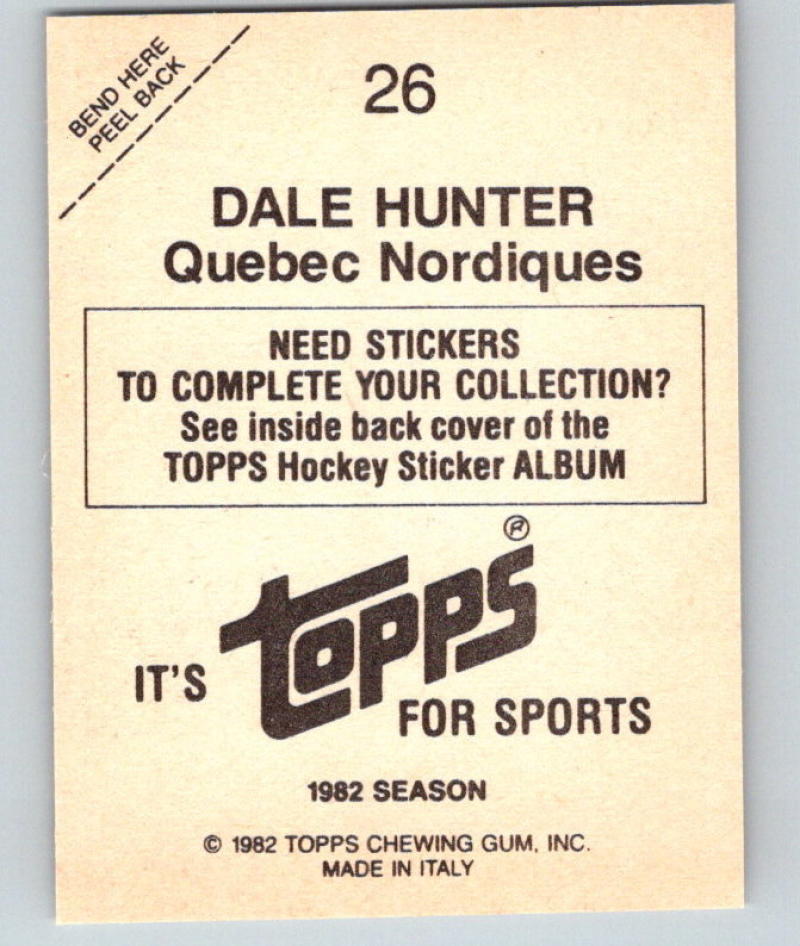 BEND HERE
PEEL BACK
26
DALE HUNTER
Quebec Nordiques
NEED STICKERS
TO COMPLETE YOUR COLLECTION?
See inside back cover of the
TOPPS Hockey Sticker ALBUM
IT'S topps® FOR SPORTS
1982 SEASON
© 1982 TOPPS CHEWING GUM, INC.
MADE IN ITALY